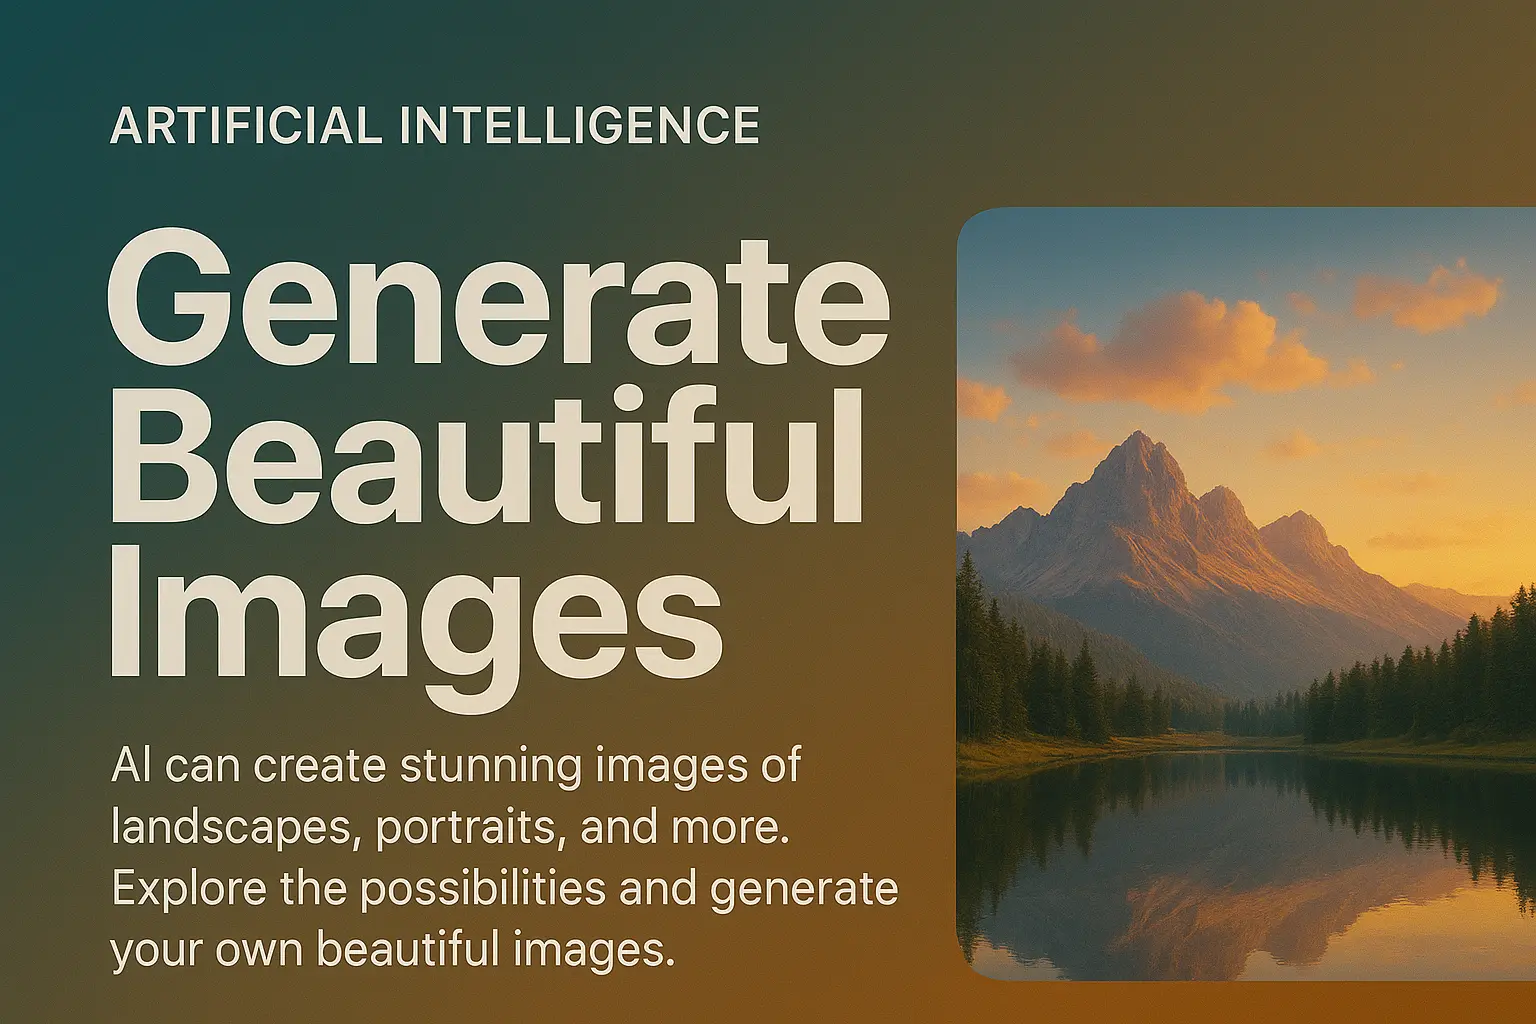 ARTIFICIAL INTELLIGENCE
Generate
Beautiful
Images
AI can create stunning images of
landscapes, portraits, and more.
Explore the possibilities and generate
your own beautiful images.